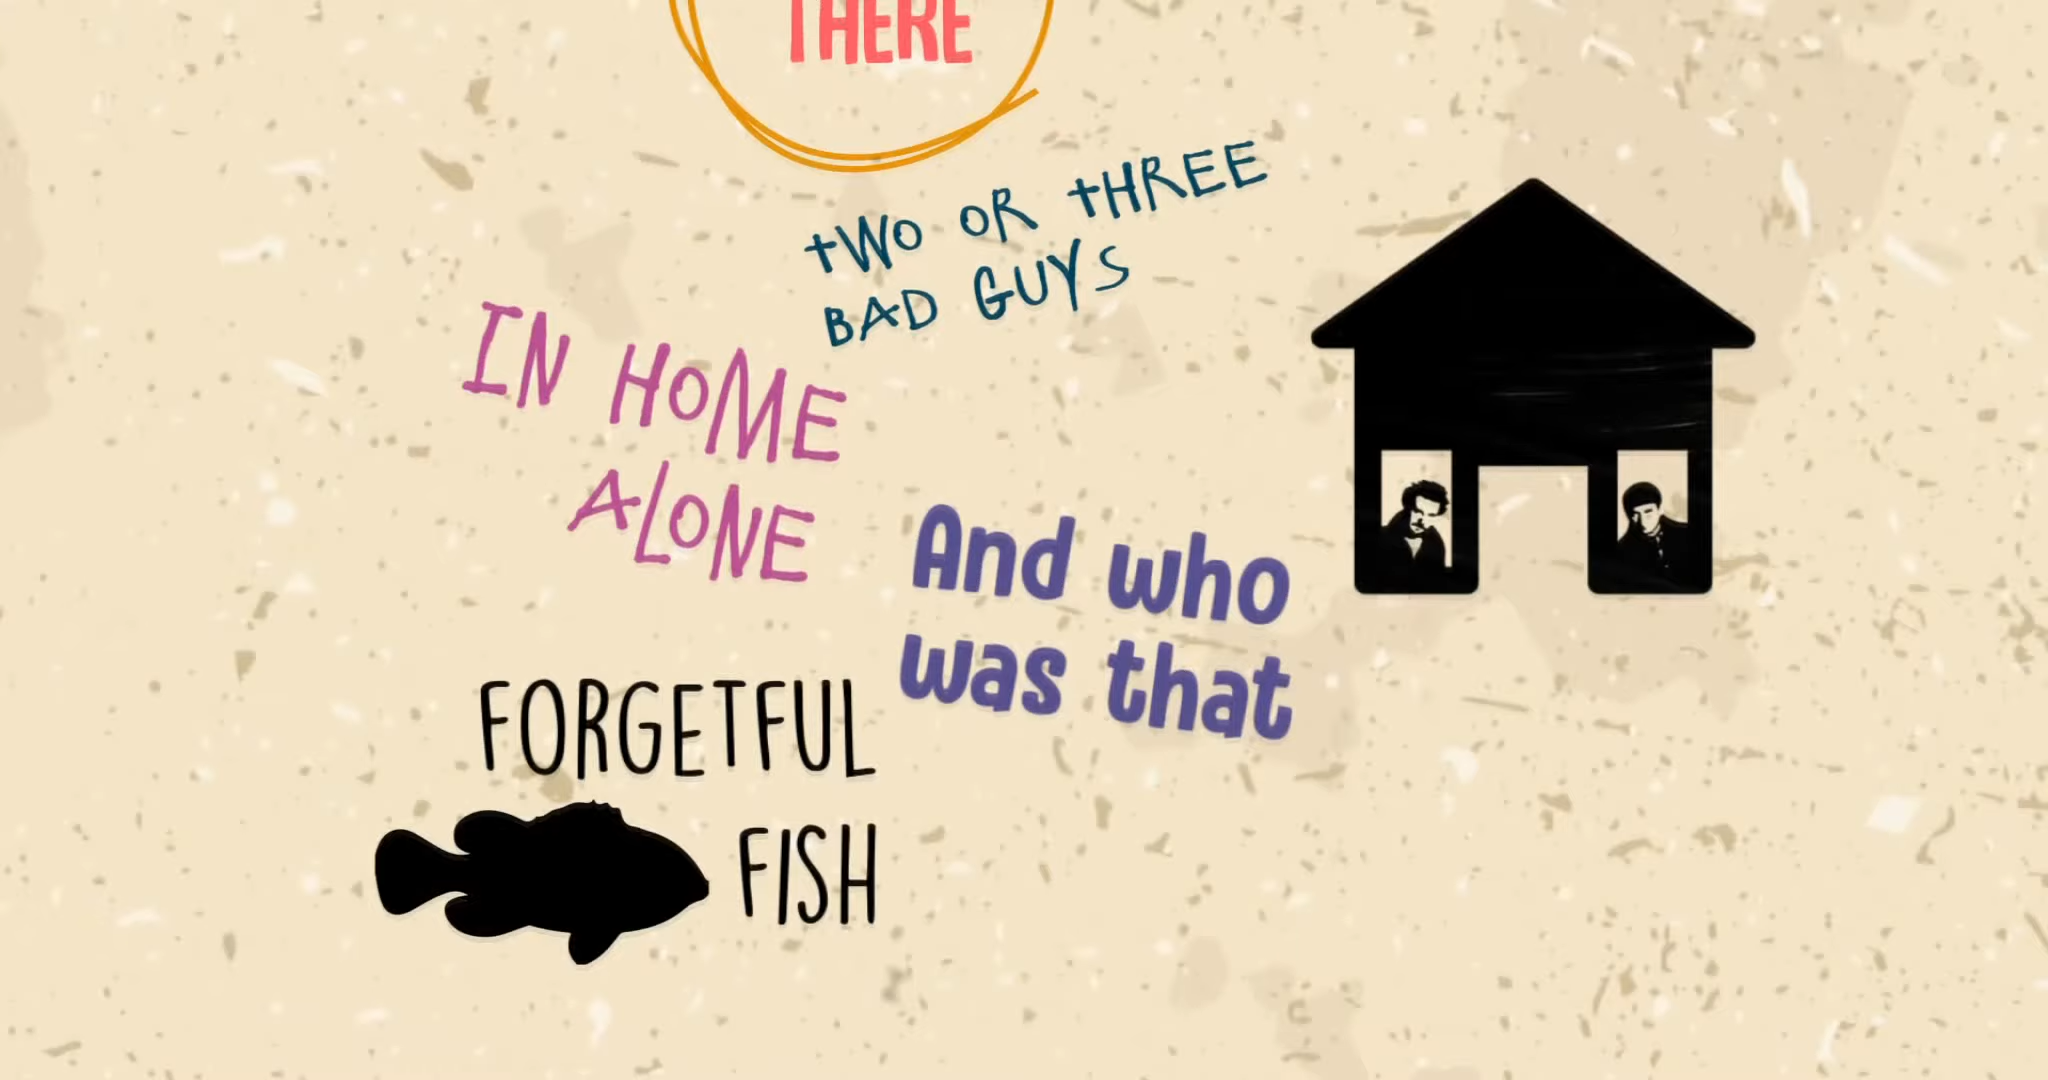 THERE
tWO OR tHREE
BAD GUYS
IN HOME
ALONE
And who
was that
FORGETFUL
FISH